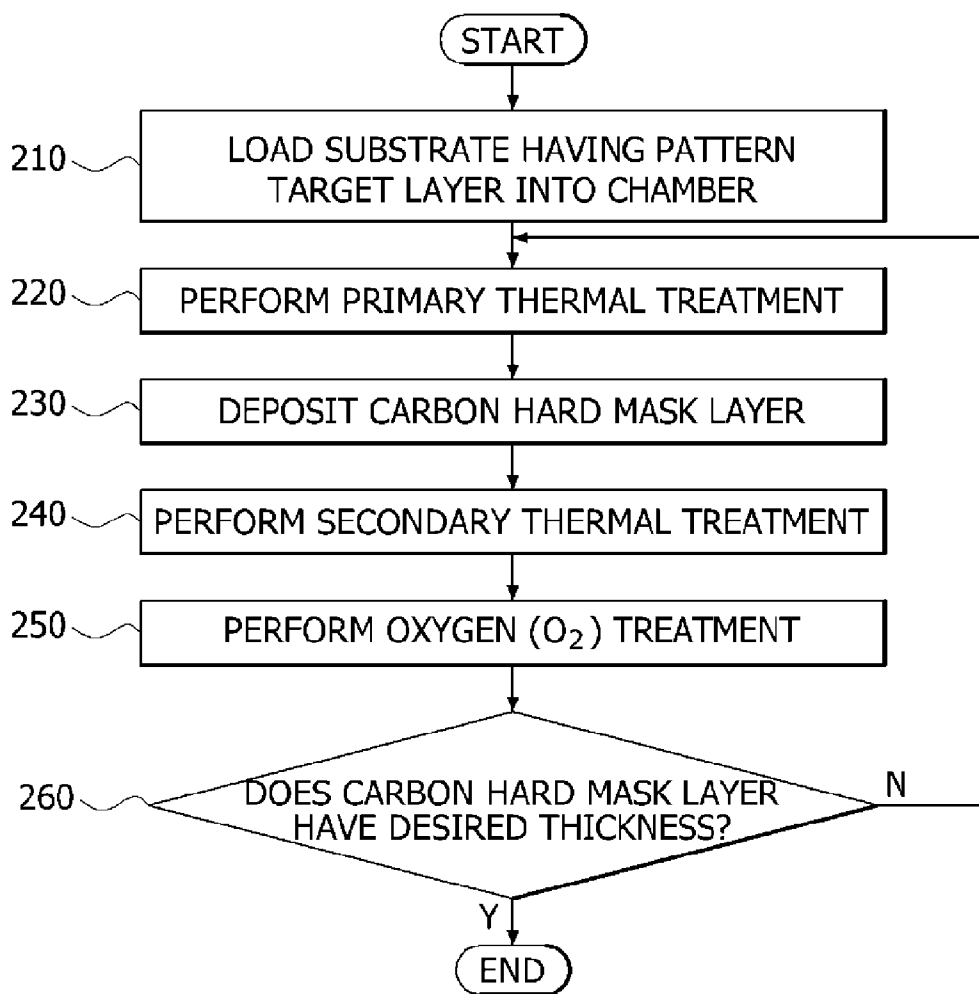 START
210
LOAD SUBSTRATE HAVING PATTERN
TARGET LAYER INTO CHAMBER
220
PERFORM PRIMARY THERMAL TREATMENT
230
DEPOSIT CARBON HARD MASK LAYER
240
PERFORM SECONDARY THERMAL TREATMENT
250
PERFORM OXYGEN (O₂) TREATMENT
260
DOES CARBON HARD MASK LAYER
HAVE DESIRED THICKNESS?
N
Y
END